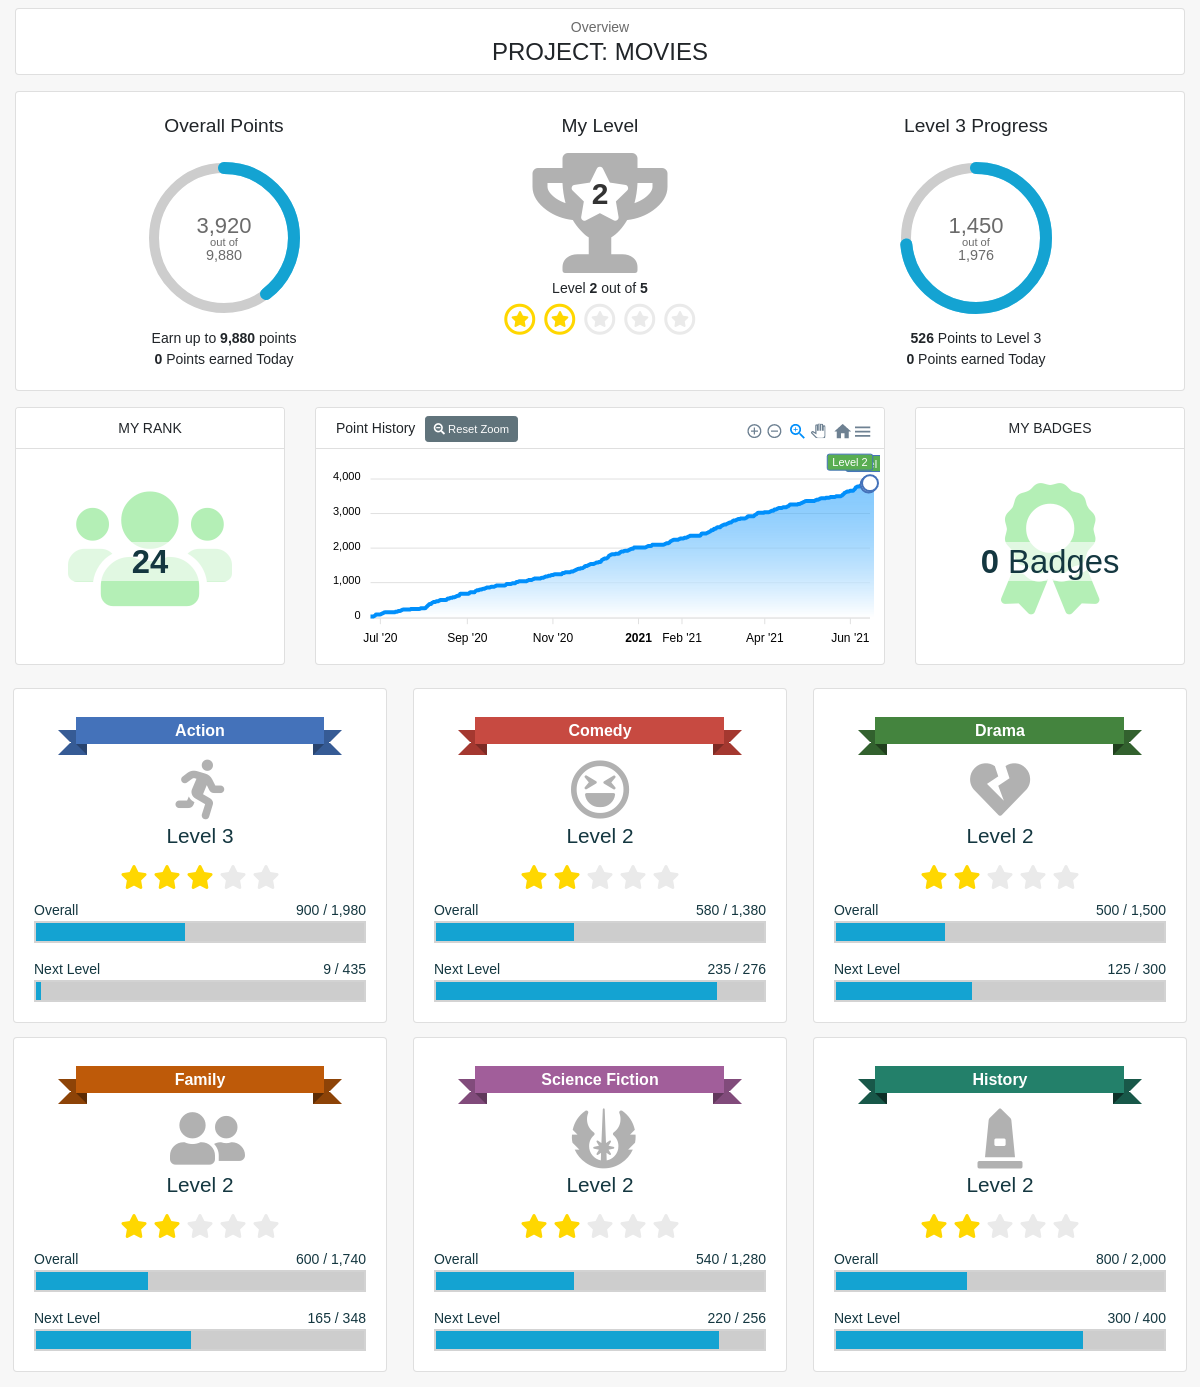 Overview
PROJECT: MOVIES
Overall Points
3,920
out of
9,880
Earn up to 9,880 points
0 Points earned Today
My Level
2
Level 2 out of 5
Level 3 Progress
1,450
out of
1,976
526 Points to Level 3
0 Points earned Today
MY RANK
24
Point History
Reset Zoom
Level 2
4,000
3,000
2,000
1,000
0
Jul '20
Sep '20
Nov '20
2021
Feb '21
Apr '21
Jun '21
MY BADGES
0 Badges
Action
Level 3
Overall 900 / 1,980
Next Level 9 / 435
Comedy
Level 2
Overall 580 / 1,380
Next Level 235 / 276
Drama
Level 2
Overall 500 / 1,500
Next Level 125 / 300
Family
Level 2
Overall 600 / 1,740
Next Level 165 / 348
Science Fiction
Level 2
Overall 540 / 1,280
Next Level 220 / 256
History
Level 2
Overall 800 / 2,000
Next Level 300 / 400